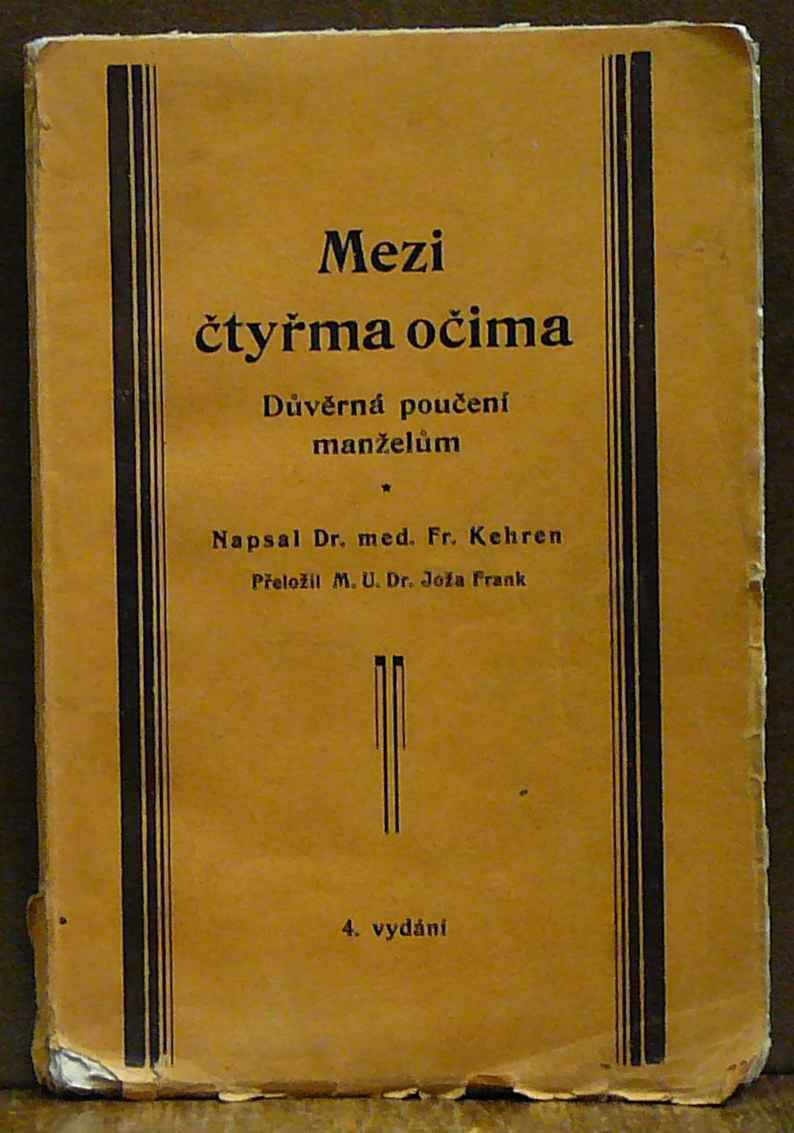 Mezi
čtyřma očima
Důvěrná poučení
manželům
Napsal Dr. med. Fr. Kehren
Přeložil M. U. Dr. Joža Frank
4. vydání